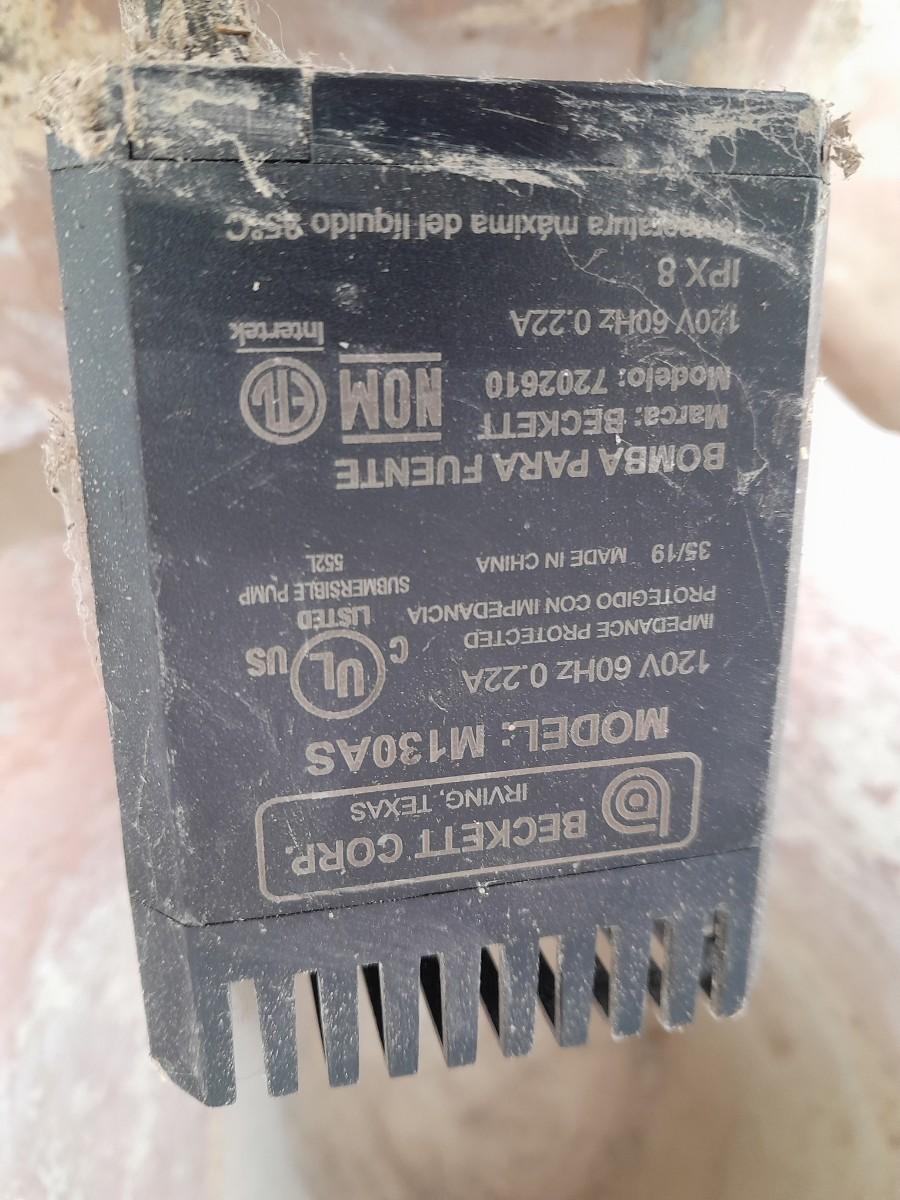 BECKETT CORP.
IRVING, TEXAS
MODEL: M130AS
120V 60Hz 0.22A
IMPEDANCE PROTECTED
PROTEGIDO CON IMPEDANCIA
35/19 MADE IN CHINA
C UL US
LISTED
SUBMERSIBLE PUMP
552L
BOMBA PARA FUENTE
Marca: BECKETT
Modelo: 7202610
120V 60Hz 0.22A
IPX 8
NOM
ETL
Intertek
máxima del líquido